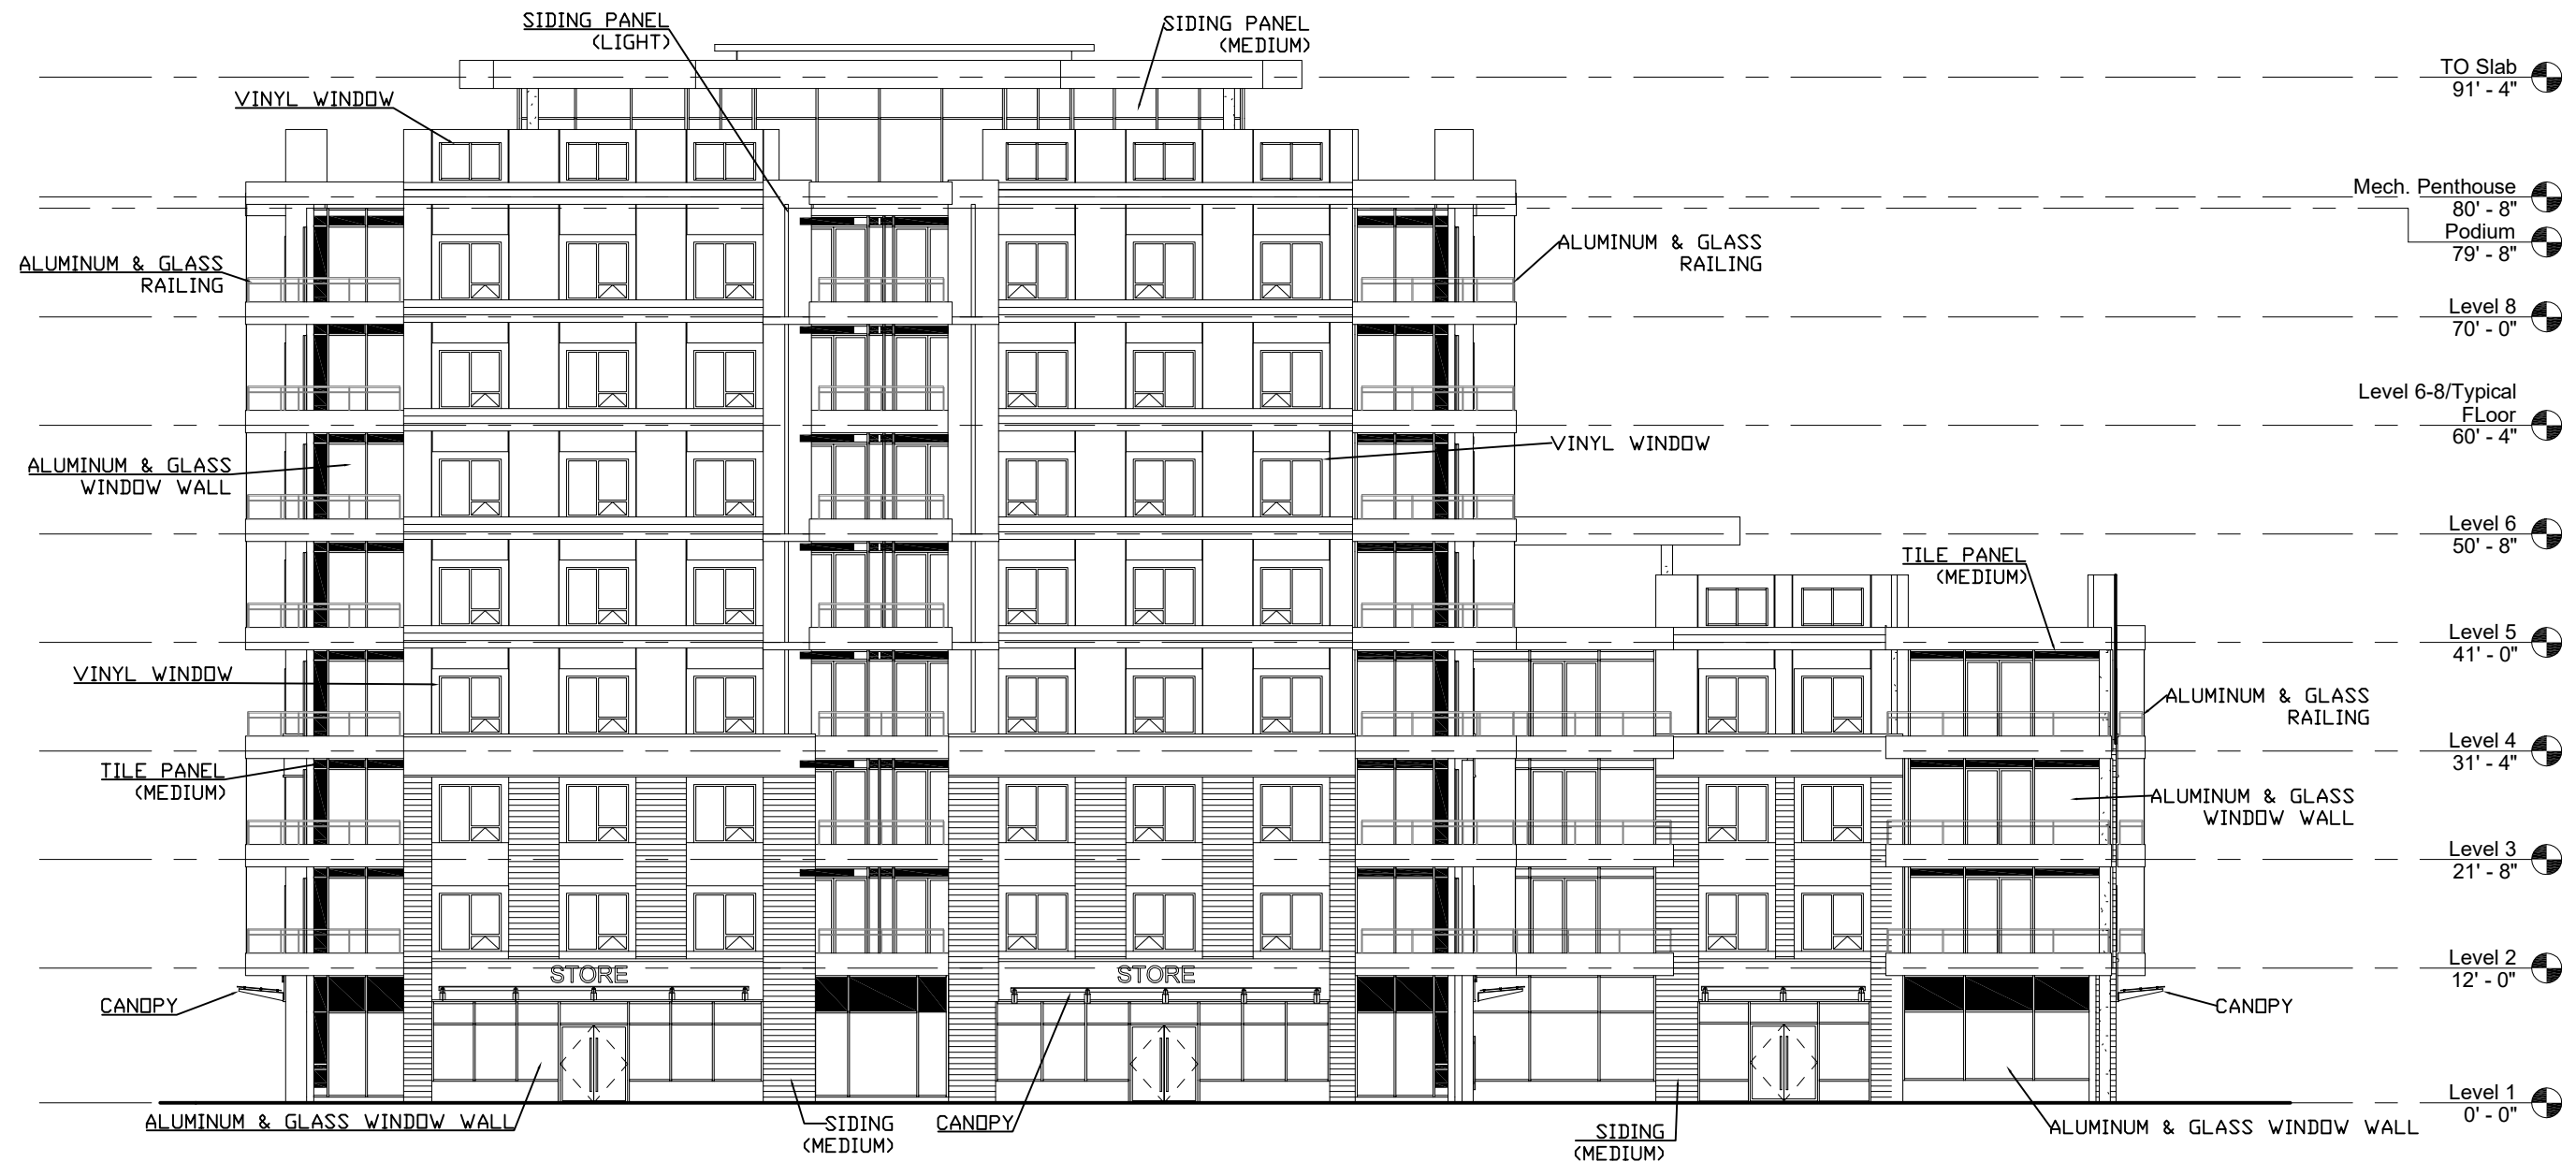 SIDING PANEL
(LIGHT)
SIDING PANEL
(MEDIUM)
TO Slab
91' - 4"
VINYL WINDOW
Mech. Penthouse
80' - 8"
Podium
79' - 8"
ALUMINUM & GLASS
RAILING
ALUMINUM & GLASS
RAILING
Level 8
70' - 0"
Level 6-8/Typical
FLoor
60' - 4"
VINYL WINDOW
ALUMINUM & GLASS
WINDOW WALL
Level 6
50' - 8"
TILE PANEL
(MEDIUM)
Level 5
41' - 0"
VINYL WINDOW
ALUMINUM & GLASS
RAILING
Level 4
31' - 4"
TILE PANEL
(MEDIUM)
ALUMINUM & GLASS
WINDOW WALL
Level 3
21' - 8"
STORE
STORE
Level 2
12' - 0"
CANOPY
CANOPY
Level 1
0' - 0"
ALUMINUM & GLASS WINDOW WALL
SIDING
(MEDIUM)
CANOPY
SIDING
(MEDIUM)
ALUMINUM & GLASS WINDOW WALL